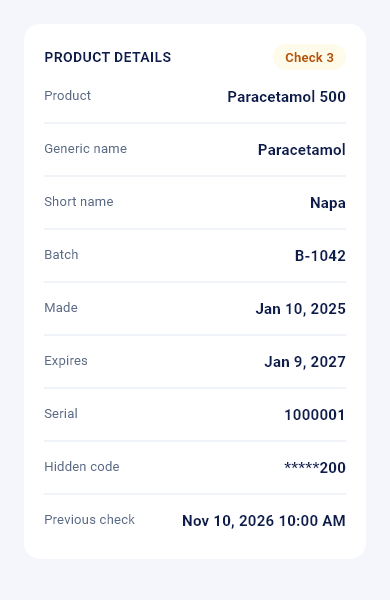 PRODUCT DETAILS Check 3
Product Paracetamol 500
Generic name Paracetamol
Short name Napa
Batch B-1042
Made Jan 10, 2025
Expires Jan 9, 2027
Serial 1000001
Hidden code *****200
Previous check Nov 10, 2026 10:00 AM